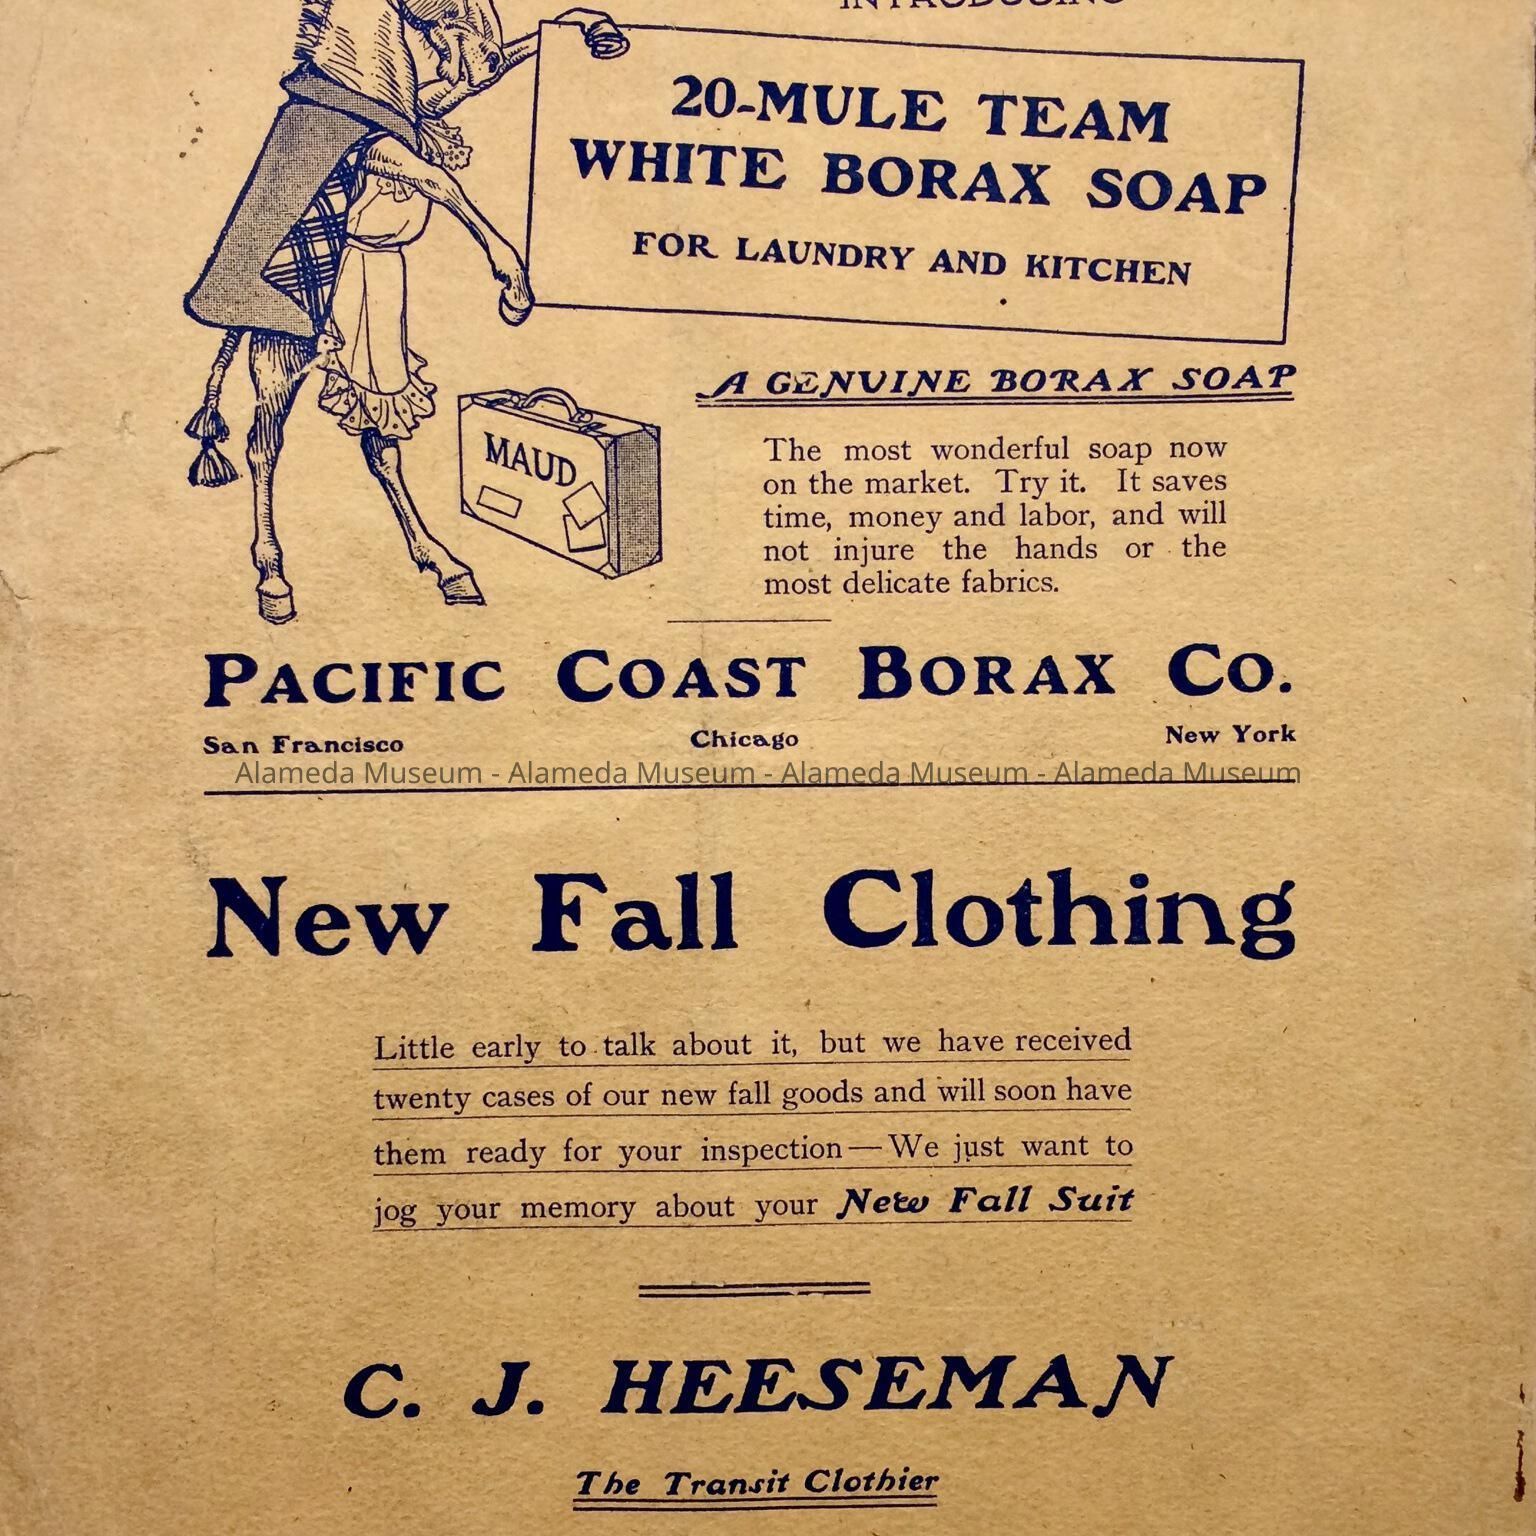 INTRODUCING
20-MULE TEAM
WHITE BORAX SOAP
FOR LAUNDRY AND KITCHEN
A GENUINE BORAX SOAP
MAUD
The most wonderful soap now
on the market. Try it. It saves
time, money and labor, and will
not injure the hands or the
most delicate fabrics.
PACIFIC COAST BORAX CO.
San Francisco Chicago New York
Alameda Museum - Alameda Museum - Alameda Museum - Alameda Museum
New Fall Clothing
Little early to talk about it, but we have received
twenty cases of our new fall goods and will soon have
them ready for your inspection—We just want to
jog your memory about your New Fall Suit
C. J. HEESEMAN
The Transit Clothier